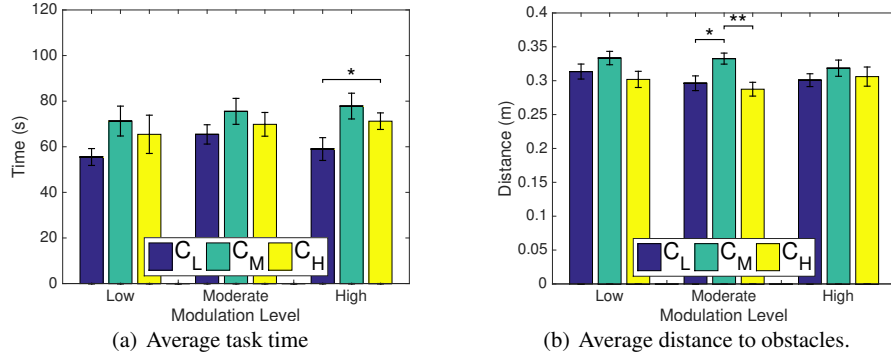 120
100
80
60
40
20
0
Time (s)
*
C_L C_M C_H
Low Moderate High
Modulation Level
(a) Average task time
0.4
0.35
0.3
0.25
0.2
0.15
0.1
0.05
0
Distance (m)
* **
C_L C_M C_H
Low Moderate High
Modulation Level
(b) Average distance to obstacles.